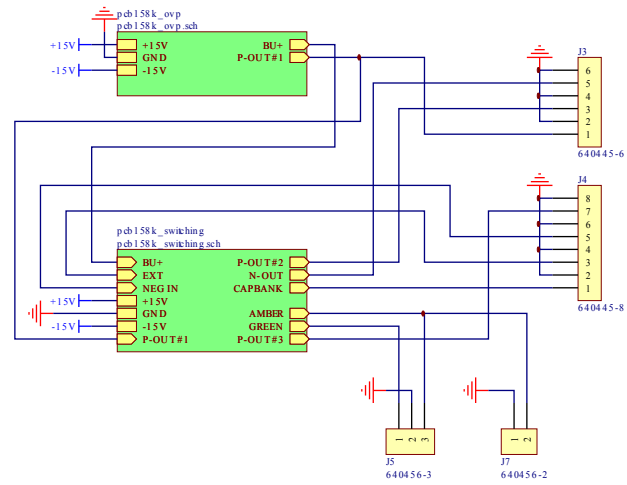 pcb158k_ovp
pcb158k_ovp.sch
+15V
+15V
BU+
GND
P-OUT#1
-15V
-15V
J3
6
5
4
3
2
1
640445-6
J4
8
7
6
5
4
3
2
1
640445-8
pcb158k_switching
pcb158k_switching.sch
BU+
P-OUT#2
EXT
N-OUT
NEG IN
CAPBANK
+15V
+15V
GND
AMBER
-15V
-15V
GREEN
P-OUT#1
P-OUT#3
1
2
3
J5
640456-3
1
2
J7
640456-2